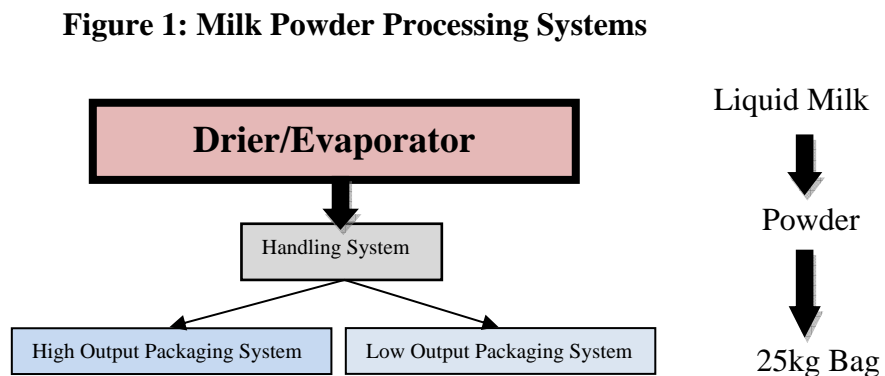 Figure 1: Milk Powder Processing Systems
Drier/Evaporator
Handling System
High Output Packaging System
Low Output Packaging System
Liquid Milk
Powder
25kg Bag